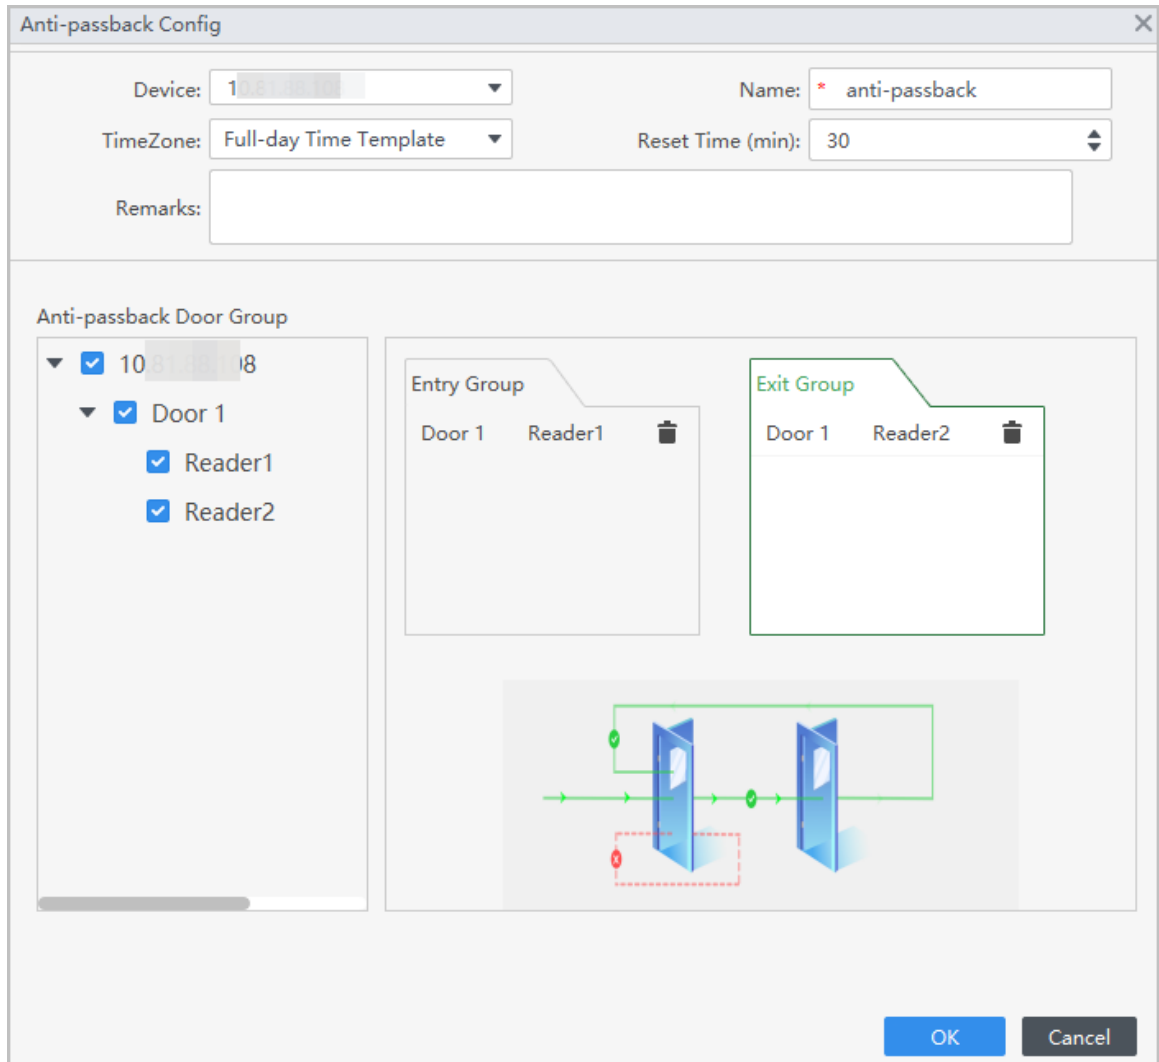 Anti-passback Config
Device:
Name: * anti-passback
TimeZone: Full-day Time Template
Reset Time (min): 30
Remarks:
Anti-passback Door Group
Door 1
Reader1
Reader2
Entry Group
Door 1 Reader1
Exit Group
Door 1 Reader2
OK
Cancel